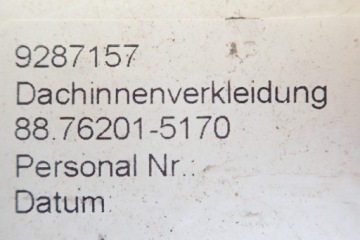 9287157
Dachinnenverkleidung
88.76201-5170
Personal Nr.:
Datum: